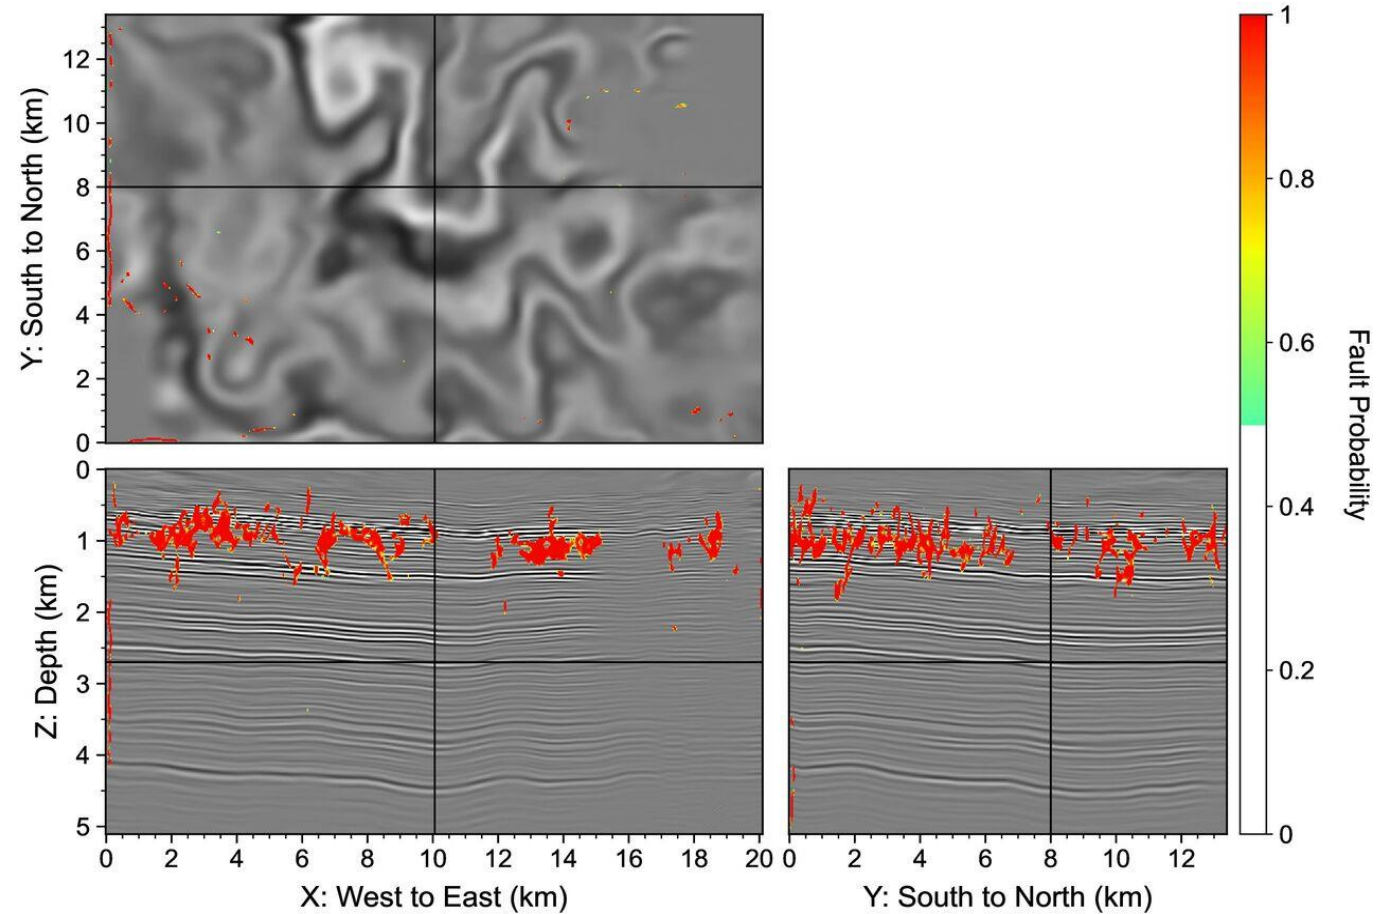 Y: South to North (km)
12
10
8
6
4
2
0
Z: Depth (km)
0
1
2
3
4
5
0 2 4 6 8 10 12 14 16 18 20
X: West to East (km)
0 2 4 6 8 10 12
Y: South to North (km)
1
0.8
0.6
0.4
0.2
0
Fault Probability